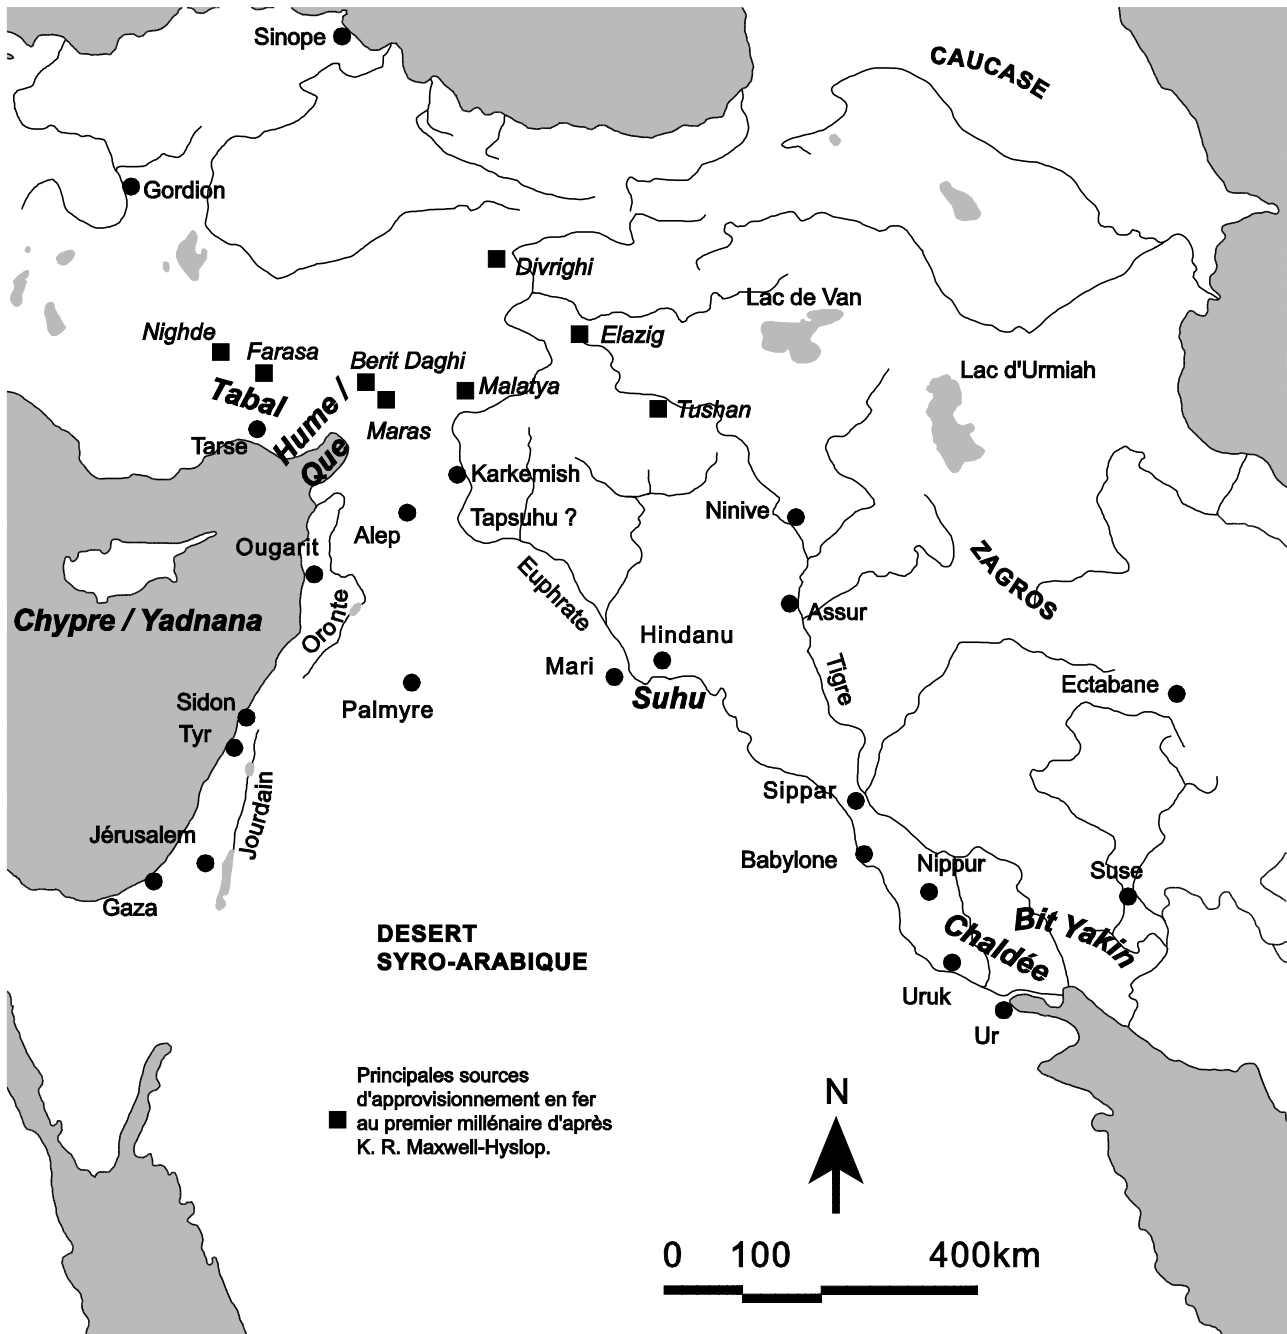 Sinope
CAUCASE
Gordion
Divrighi
Lac de Van
Nighde
Farasa
Elazig
Berit Daghi
Lac d'Urmiah
Malatya
Tabal
Hume /
Que
Maras
Tushan
Tarse
Karkemish
Ninive
Tapsuhu ?
Alep
Ougarit
ZAGROS
Euphrate
Oronte
Assur
Chypre / Yadnana
Hindanu
Mari
Tigre
Ectabane
Suhu
Sidon
Palmyre
Tyr
Jourdain
Sippar
Jérusalem
Babylone
Nippur
Suse
Gaza
Bit Yakin
Chaldée
DESERT
SYRO-ARABIQUE
Uruk
Ur
Principales sources
d'approvisionnement en fer
au premier millénaire d'après
K. R. Maxwell-Hyslop.
N
0 100 400km